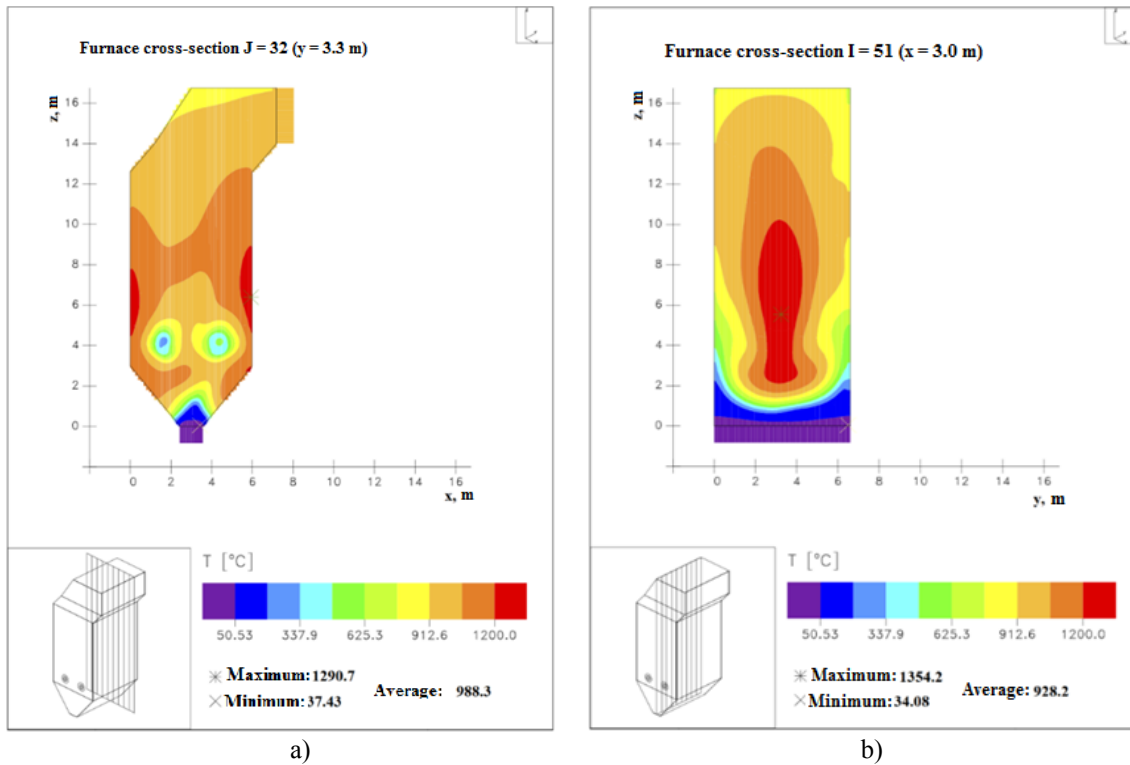 Furnace cross-section J = 32 (y = 3.3 m)
z, m
16
14
12
10
8
6
4
2
0
0 2 4 6 8 10 12 14 16
x, m
T [°C]
50.53 337.9 625.3 912.6 1200.0
Maximum: 1290.7
Minimum: 37.43
Average: 988.3
a)
Furnace cross-section I = 51 (x = 3.0 m)
z, m
16
14
12
10
8
6
4
2
0
0 2 4 6 8 10 12 14 16
y, m
T [°C]
50.53 337.9 625.3 912.6 1200.0
Maximum: 1354.2
Minimum: 34.08
Average: 928.2
b)